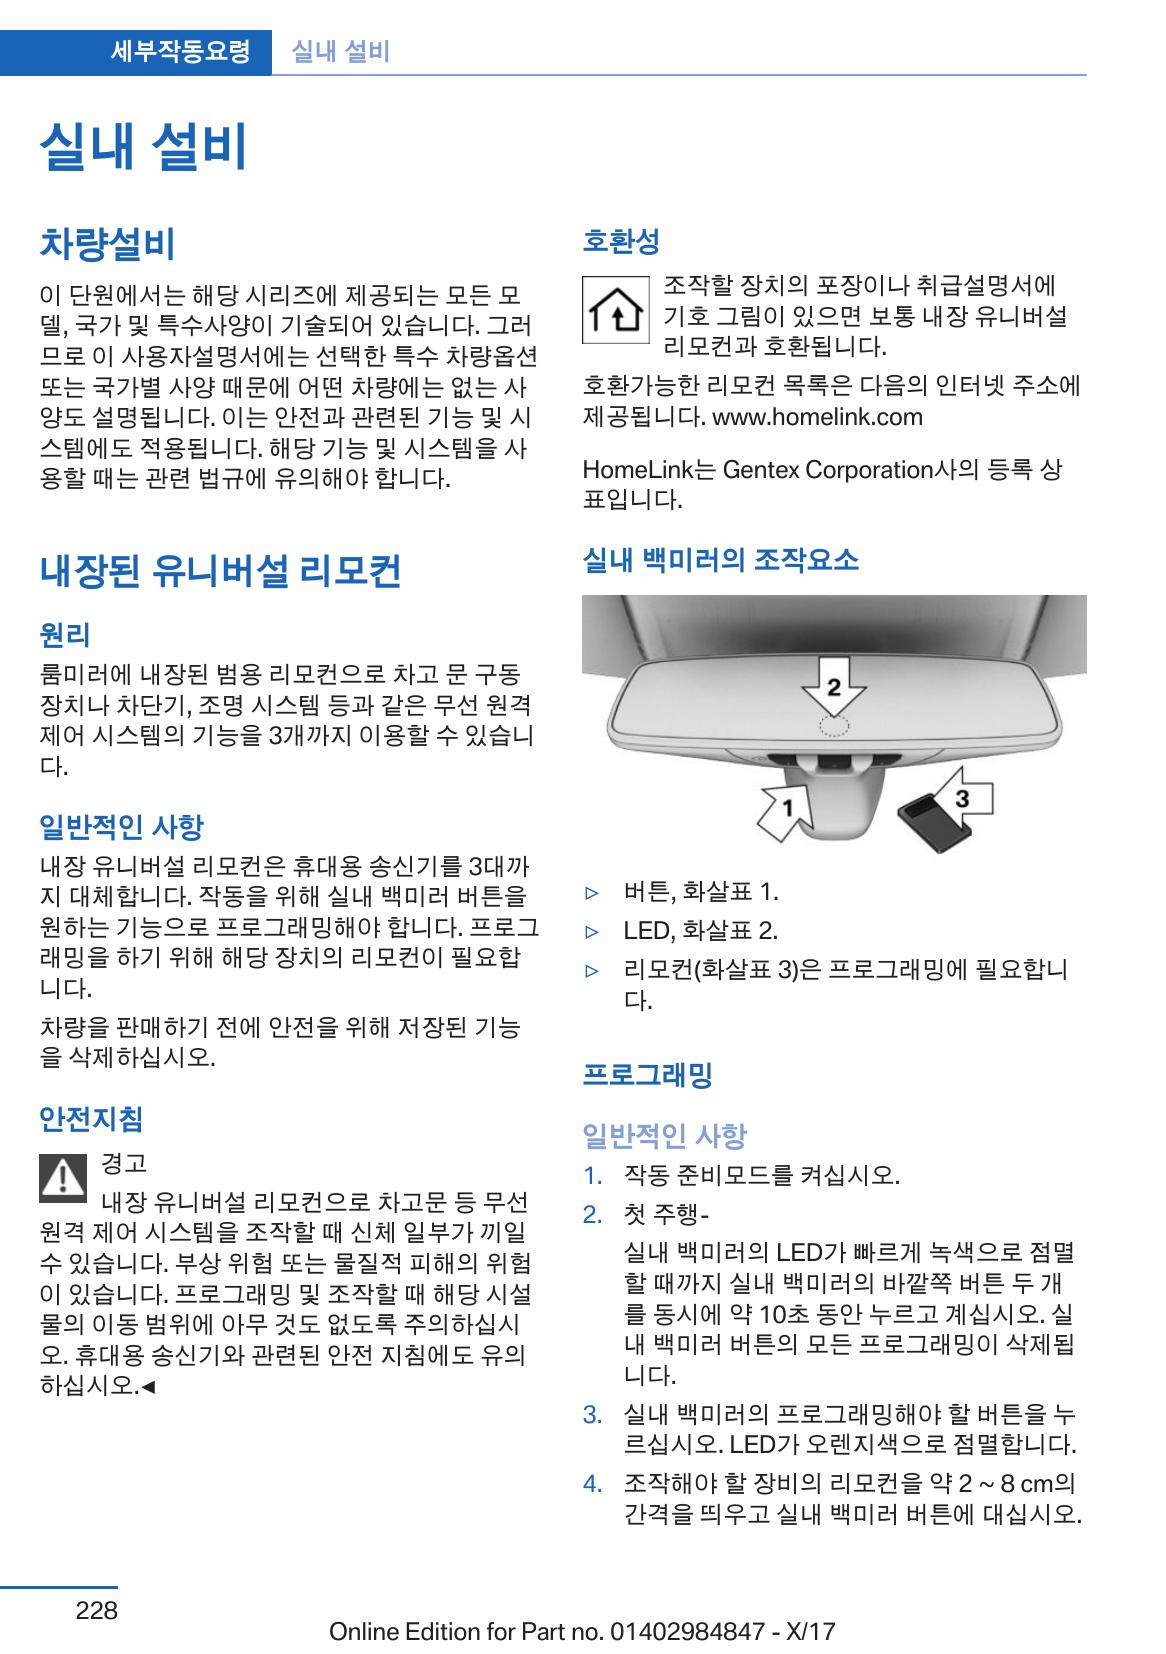 세부작동요령 실내 설비
실내 설비
차량설비
이 단원에서는 해당 시리즈에 제공되는 모든 모
델, 국가 및 특수사양이 기술되어 있습니다. 그러
므로 이 사용자설명서에는 선택한 특수 차량옵션
또는 국가별 사양 때문에 어떤 차량에는 없는 사
양도 설명됩니다. 이는 안전과 관련된 기능 및 시
스템에도 적용됩니다. 해당 기능 및 시스템을 사
용할 때는 관련 법규에 유의해야 합니다.
내장된 유니버설 리모컨
원리
룸미러에 내장된 범용 리모컨으로 차고 문 구동
장치나 차단기, 조명 시스템 등과 같은 무선 원격
제어 시스템의 기능을 3개까지 이용할 수 있습니
다.
일반적인 사항
내장 유니버설 리모컨은 휴대용 송신기를 3대까
지 대체합니다. 작동을 위해 실내 백미러 버튼을
원하는 기능으로 프로그래밍해야 합니다. 프로그
래밍을 하기 위해 해당 장치의 리모컨이 필요합
니다.
차량을 판매하기 전에 안전을 위해 저장된 기능
을 삭제하십시오.
안전지침
경고
내장 유니버설 리모컨으로 차고문 등 무선
원격 제어 시스템을 조작할 때 신체 일부가 끼일
수 있습니다. 부상 위험 또는 물질적 피해의 위험
이 있습니다. 프로그래밍 및 조작할 때 해당 시설
물의 이동 범위에 아무 것도 없도록 주의하십시
오. 휴대용 송신기와 관련된 안전 지침에도 유의
하십시오.◄
호환성
조작할 장치의 포장이나 취급설명서에
기호 그림이 있으면 보통 내장 유니버설
리모컨과 호환됩니다.
호환가능한 리모컨 목록은 다음의 인터넷 주소에
제공됩니다. www.homelink.com
HomeLink는 Gentex Corporation사의 등록 상
표입니다.
실내 백미러의 조작요소
2
1
3
▷ 버튼, 화살표 1.
▷ LED, 화살표 2.
▷ 리모컨(화살표 3)은 프로그래밍에 필요합니
다.
프로그래밍
일반적인 사항
1. 작동 준비모드를 켜십시오.
2. 첫 주행-
실내 백미러의 LED가 빠르게 녹색으로 점멸
할 때까지 실내 백미러의 바깥쪽 버튼 두 개
를 동시에 약 10초 동안 누르고 계십시오. 실
내 백미러 버튼의 모든 프로그래밍이 삭제됩
니다.
3. 실내 백미러의 프로그래밍해야 할 버튼을 누
르십시오. LED가 오렌지색으로 점멸합니다.
4. 조작해야 할 장비의 리모컨을 약 2 ~ 8 cm의
간격을 띄우고 실내 백미러 버튼에 대십시오.
228
Online Edition for Part no. 01402984847 - X/17